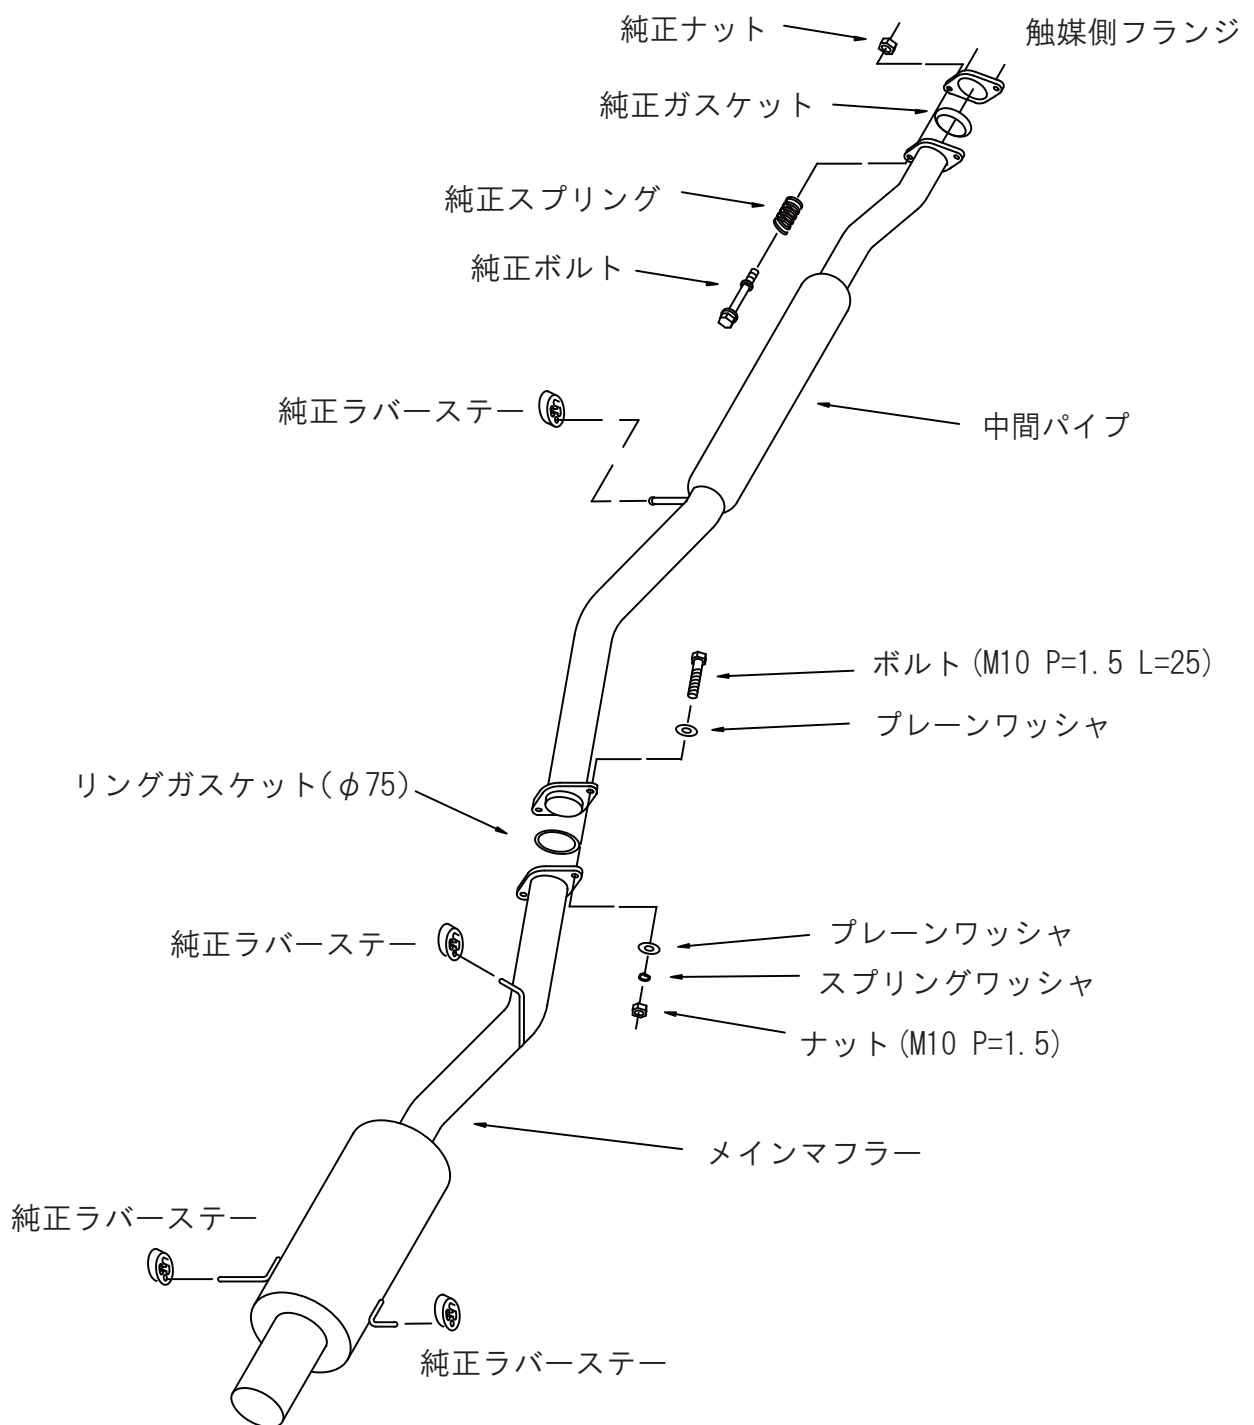 純正ナット
触媒側フランジ
純正ガスケット
純正スプリング
純正ボルト
純正ラバーステー
中間パイプ
ボルト(M10 P=1.5 L=25)
プレーンワッシャ
リングガスケット(φ75)
純正ラバーステー
プレーンワッシャ
スプリングワッシャ
ナット(M10 P=1.5)
メインマフラー
純正ラバーステー
純正ラバーステー